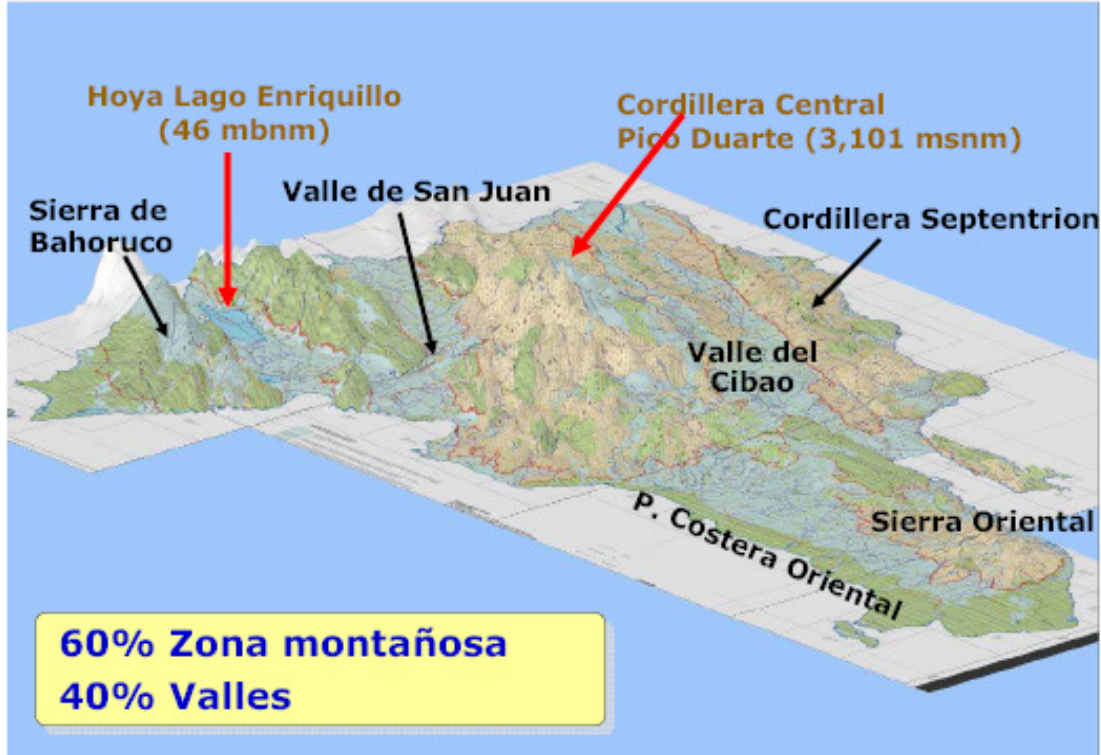 Hoya Lago Enriquillo
(46 mbnm)
Cordillera Central
Pico Duarte (3,101 msnm)
Valle de San Juan
Sierra de
Bahoruco
Cordillera Septentrion
Valle del
Cibao
Sierra Oriental
P. Costera Oriental
60% Zona montañosa
40% Valles